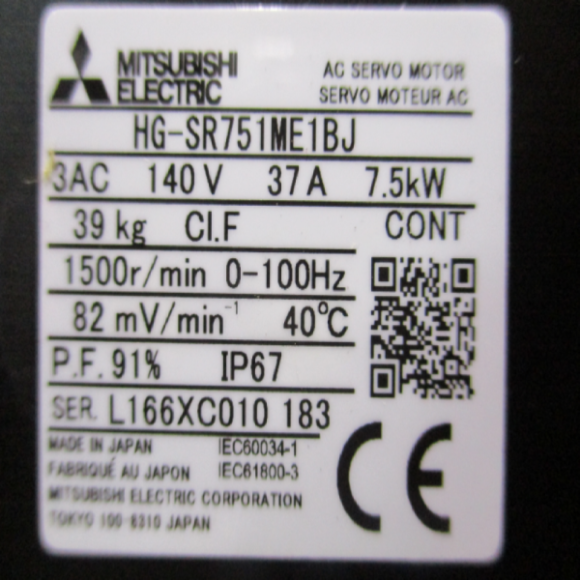 MITSUBISHI
ELECTRIC
AC SERVO MOTOR
SERVO MOTEUR AC
HG-SR751ME1BJ
3AC 140 V 37 A 7.5kW
39 kg CI.F CONT
1500r/min 0-100Hz
82 mV/min⁻¹ 40℃
P.F. 91% IP67
SER. L166XC010 183
MADE IN JAPAN IEC60034-1
FABRIQUÉ AU JAPON IEC61800-3
MITSUBISHI ELECTRIC CORPORATION
TOKYO 100-8310 JAPAN
CE